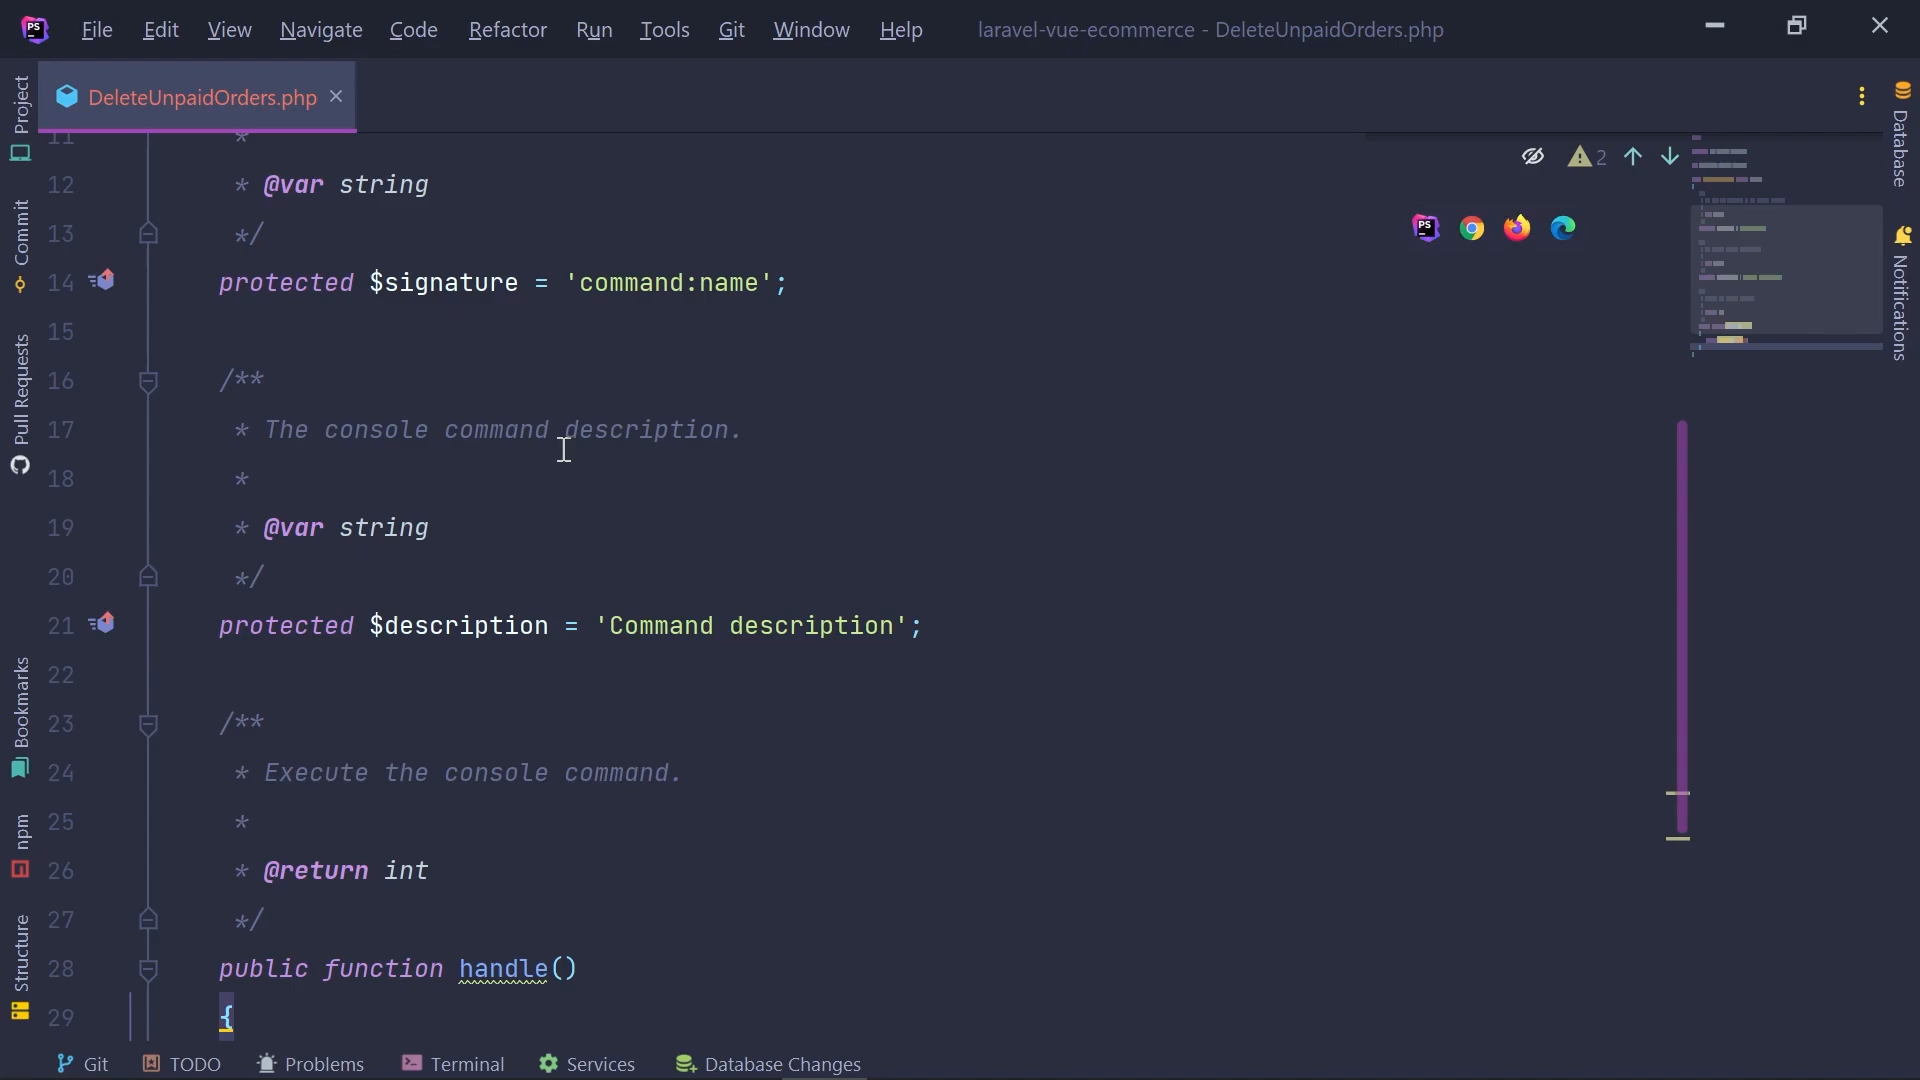 File Edit View Navigate Code Refactor Run Tools Git Window Help laravel-vue-ecommerce - DeleteUnpaidOrders.php
DeleteUnpaidOrders.php
11 *
12 * @var string
13 */
14 protected $signature = 'command:name';
15
16 /**
17 * The console command description.
18 *
19 * @var string
20 */
21 protected $description = 'Command description';
22
23 /**
24 * Execute the console command.
25 *
26 * @return int
27 */
28 public function handle()
29 {
2
PS
PS
Project
Commit
Pull Requests
Bookmarks
npm
Structure
Database
Notifications
Git TODO Problems Terminal Services Database Changes